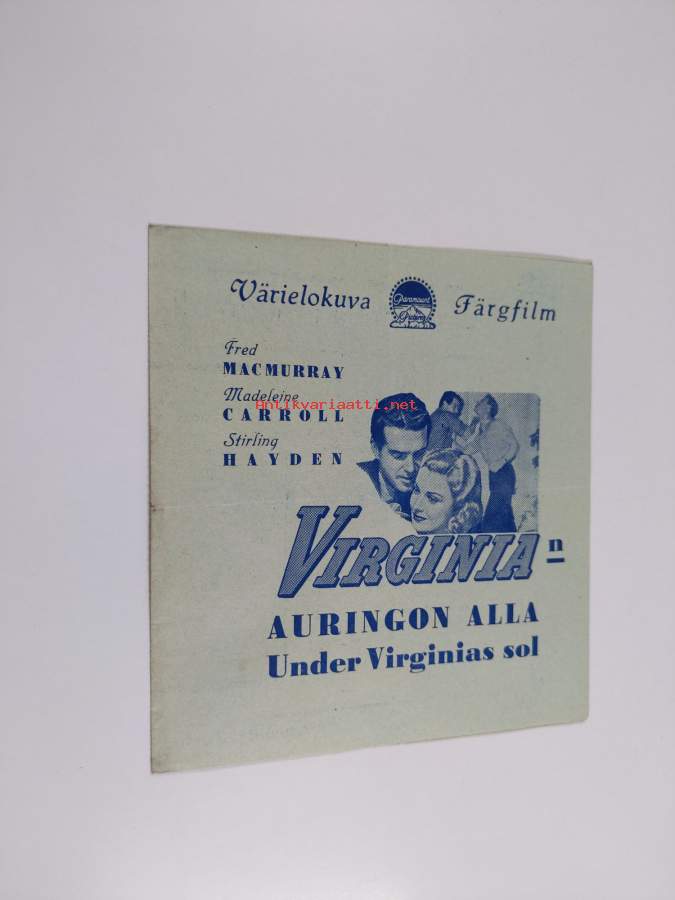 Värielokuva
Paramount
Pictures
Färgfilm
Fred
MACMURRAY
Madeleine
CARROLL
Stirling
HAYDEN
Antikvariaatti.net
VIRGINIAn
AURINGON ALLA
Under Virginias sol